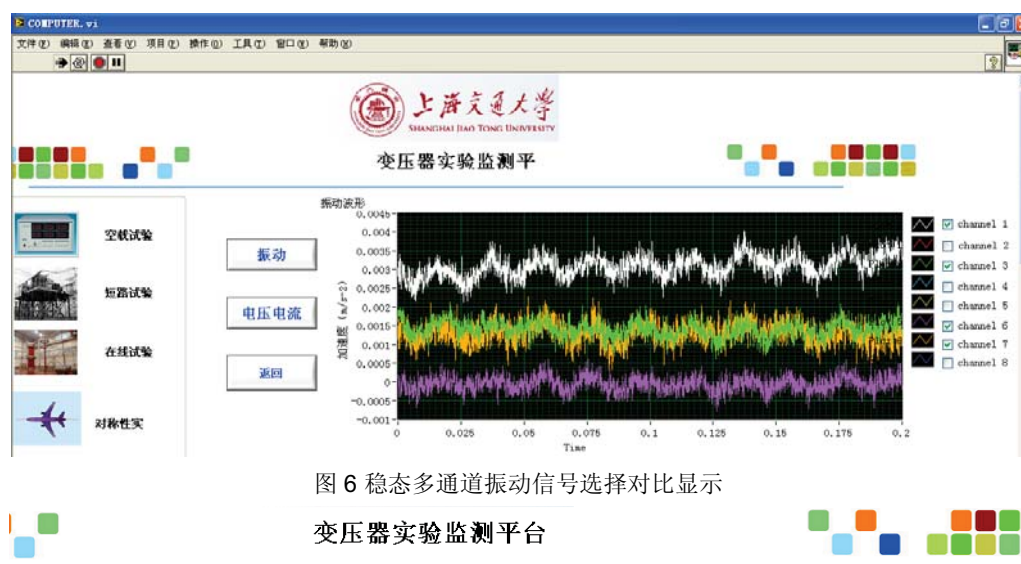 COMPUTER.vi
文件(F) 编辑(E) 查看(V) 项目(P) 操作(O) 工具(T) 窗口(W) 帮助(H)
上海交通大学
SHANGHAI JIAO TONG UNIVERSITY
变压器实验监测平
空载试验
短路试验
在线试验
对称性实
振动
电压电流
返回
振动波形
加速度 (m/s-2)
0.0045
0.004
0.0035
0.003
0.0025
0.002
0.0015
0.001
0.0005
0
-0.0005
-0.001
0 0.025 0.05 0.075 0.1 0.125 0.15 0.175 0.2
Time
channel 1
channel 2
channel 3
channel 4
channel 5
channel 6
channel 7
channel 8
图 6 稳态多通道振动信号选择对比显示
变压器实验监测平台